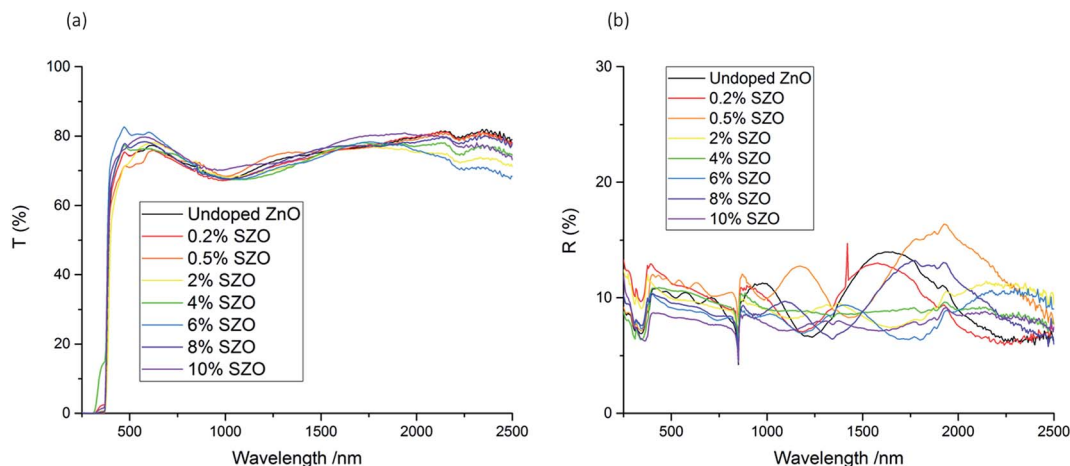 (a)
(b)
100
80
60
40
20
0
T (%)
500
1000
1500
2000
2500
Wavelength /nm
Undoped ZnO
0.2% SZO
0.5% SZO
2% SZO
4% SZO
6% SZO
8% SZO
10% SZO
30
20
10
0
R (%)
500
1000
1500
2000
2500
Wavelength /nm
Undoped ZnO
0.2% SZO
0.5% SZO
2% SZO
4% SZO
6% SZO
8% SZO
10% SZO